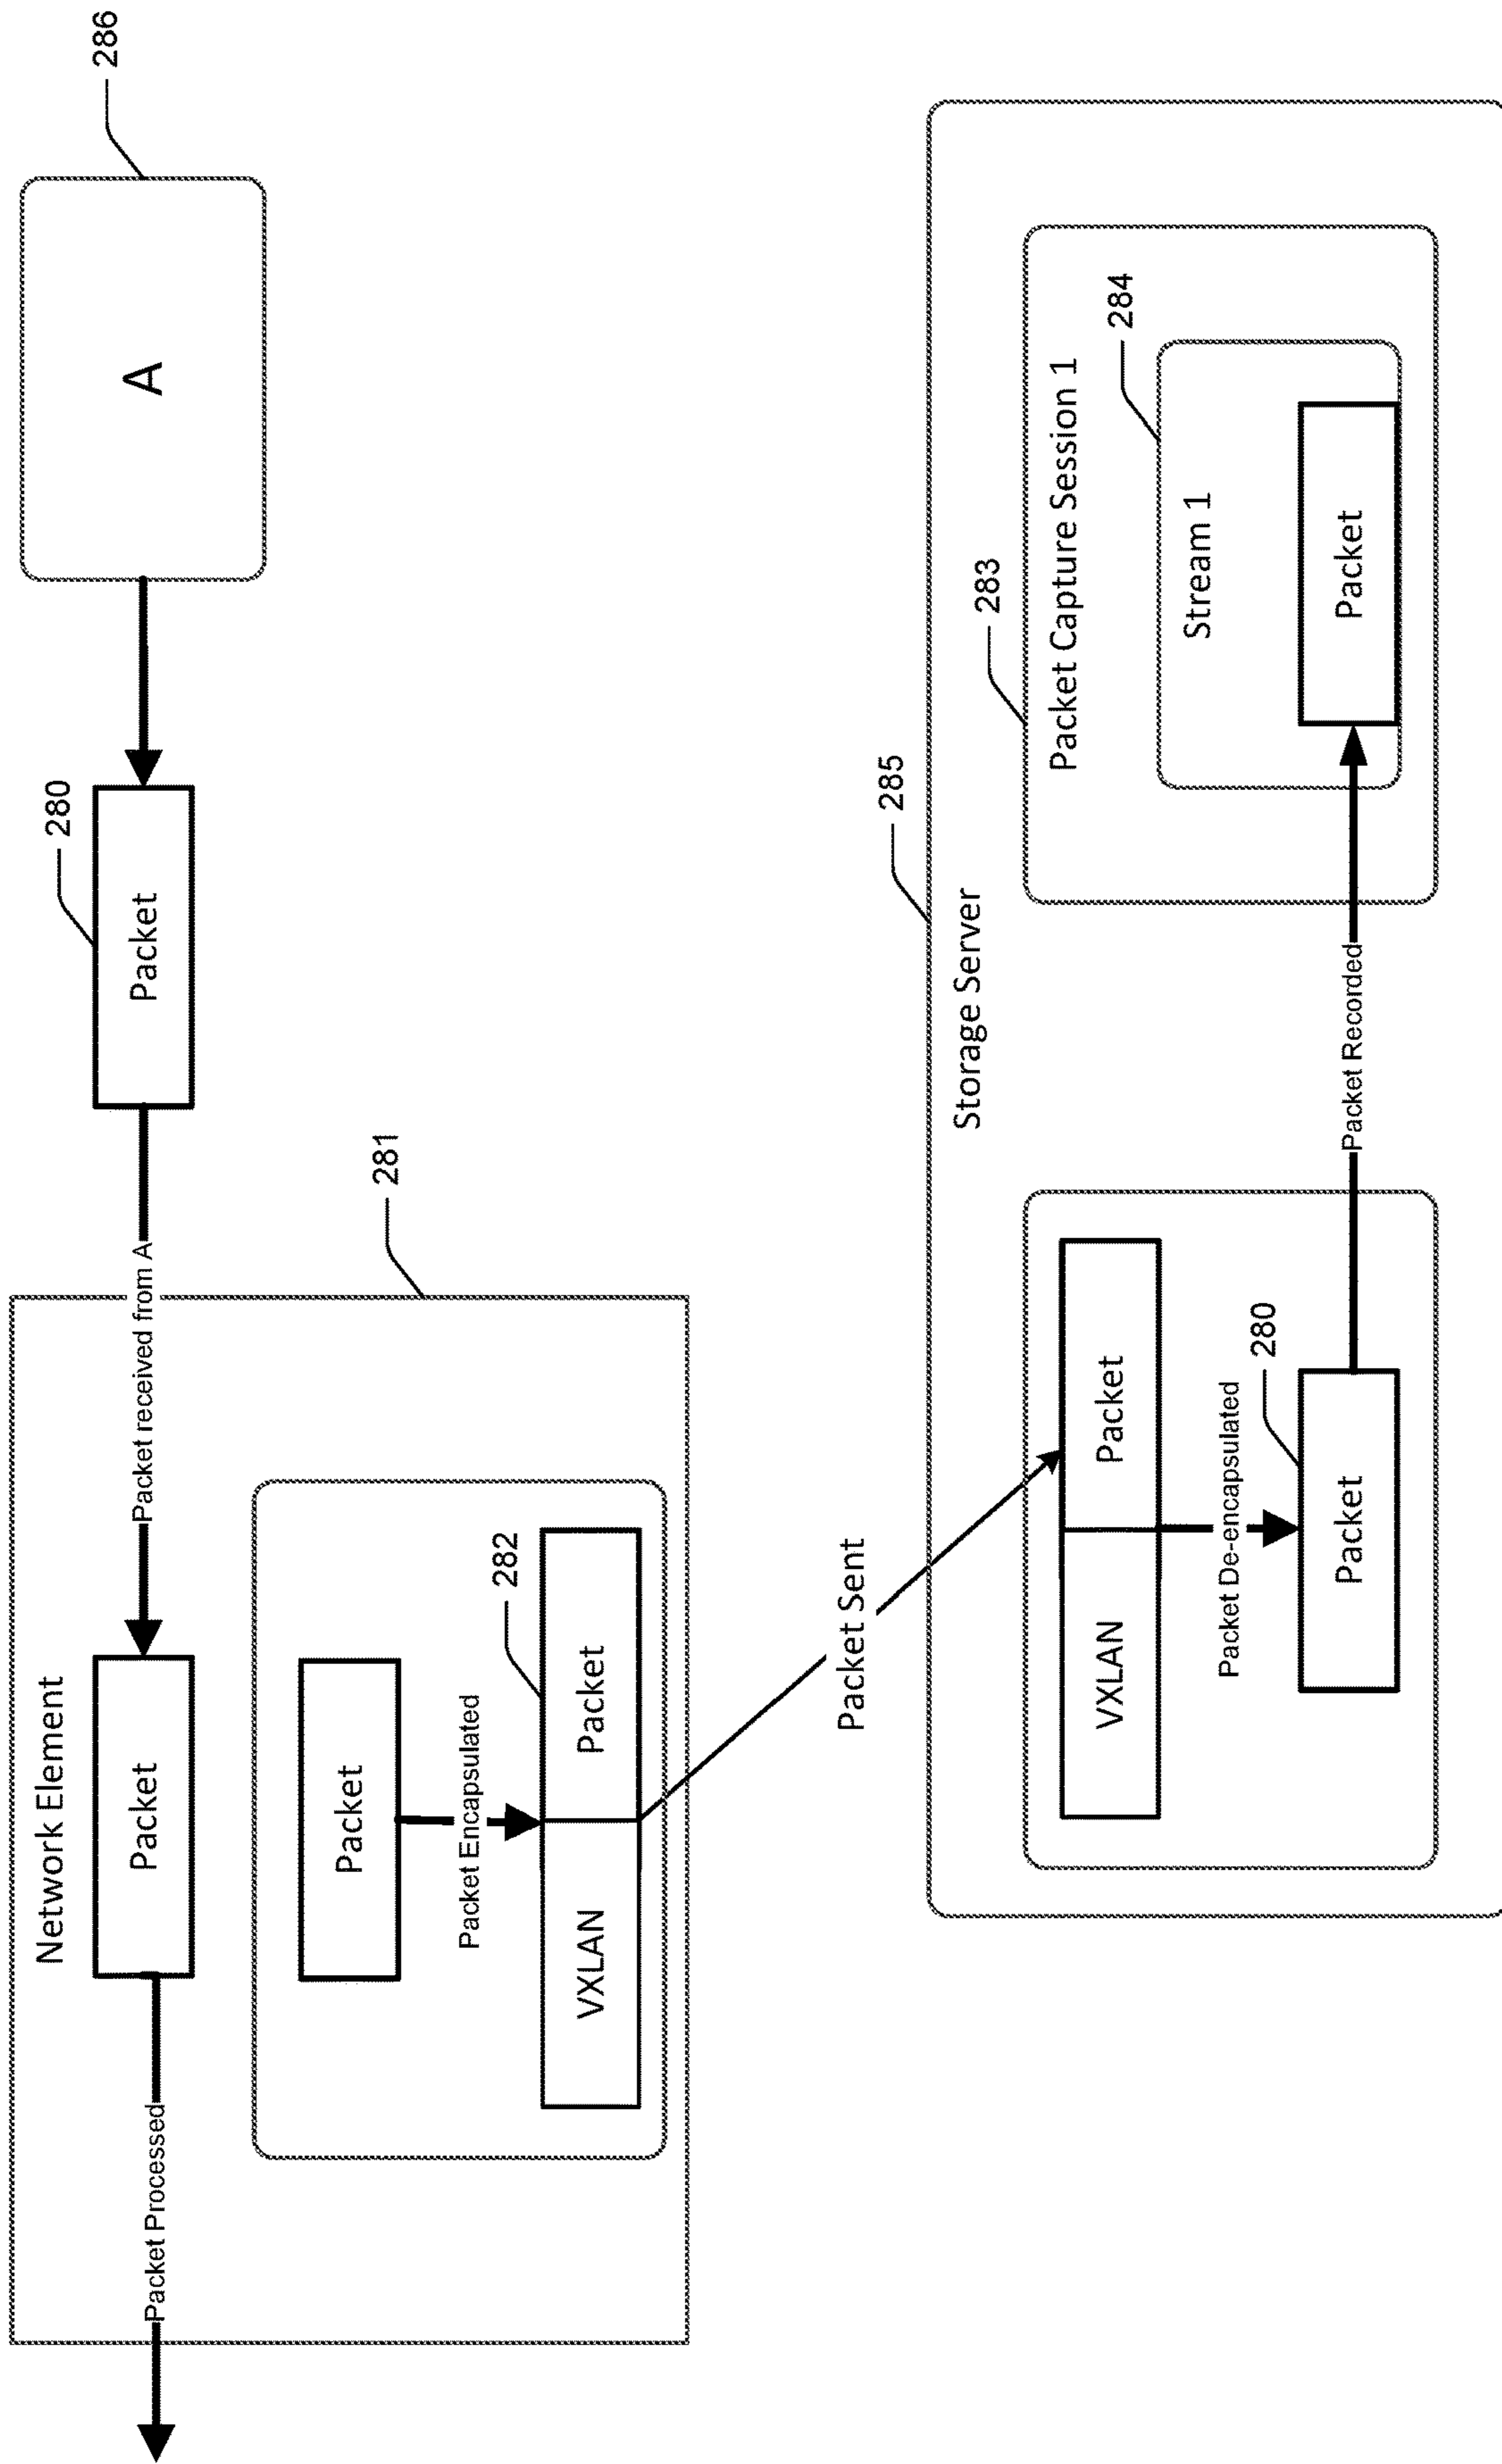 286
A
280
Packet
Packet received from A
281
Network Element
Packet
Packet Processed
Packet
Packet Encapsulated
282
VXLAN
Packet
Packet Sent
285
Storage Server
VXLAN
Packet
Packet De-encapsulated
280
Packet
Packet Recorded
283
Packet Capture Session 1
284
Stream 1
Packet